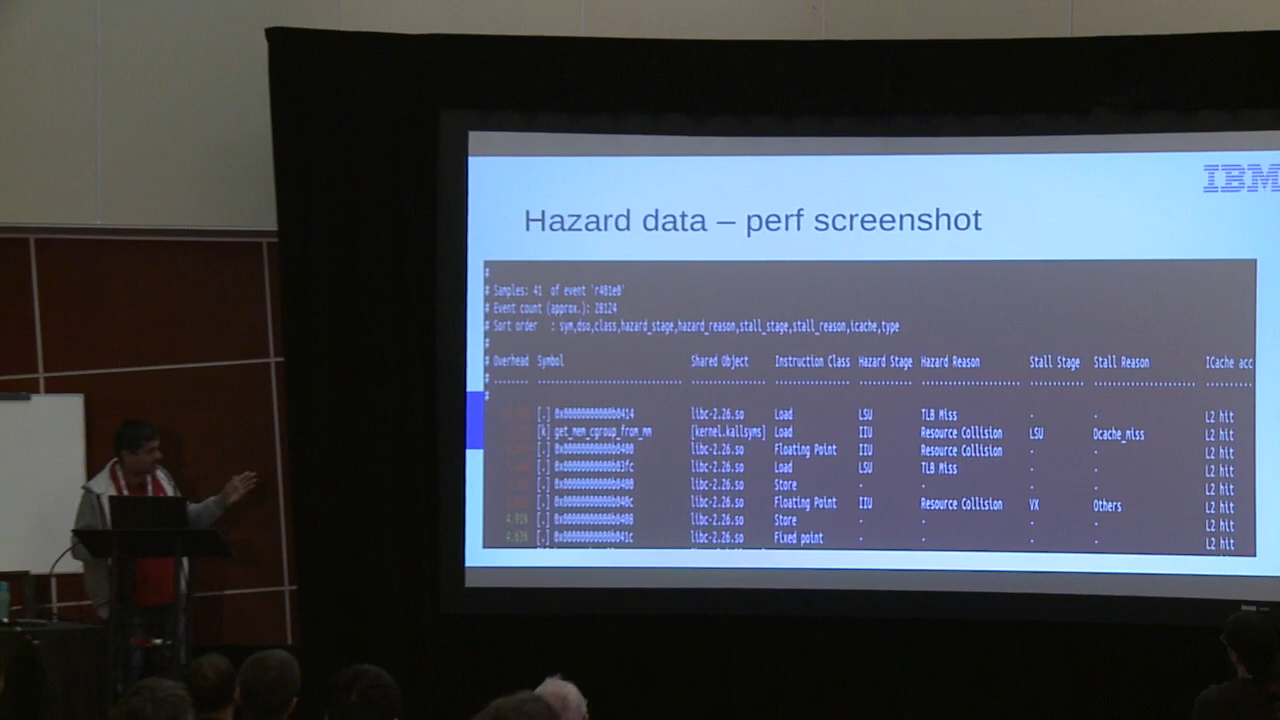 IBM
Hazard data – perf screenshot
#
# Samples: 41 of event 'r401e0'
# Event count (approx.): 28124
# Sort order : sym,dso,class,hazard_stage,hazard_reason,stall_stage,stall_reason,icache,type
#
# Overhead Symbol Shared Object Instruction Class Hazard Stage Hazard Reason Stall Stage Stall Reason ICache acc
#
#
[.] 0x00000000000b0414 libc-2.26.so Load LSU TLB Miss - - L2 hit
[k] get_mem_cgroup_from_mm [kernel.kallsyms] Load IIU Resource Collision LSU Dcache_miss L2 hit
[.] libc-2.26.so Floating Point IIU Resource Collision - - L2 hit
[.] 0x00000000000b03fc libc-2.26.so Load LSU TLB Miss - - L2 hit
[.] libc-2.26.so Store - - - - L2 hit
[.] 0x00000000000b040c libc-2.26.so Floating Point IIU Resource Collision VX Others L2 hit
4.91% [.] libc-2.26.so Store - - - - L2 hit
4.63% [.] 0x00000000000b041c libc-2.26.so Fixed point - - - - L2 hit